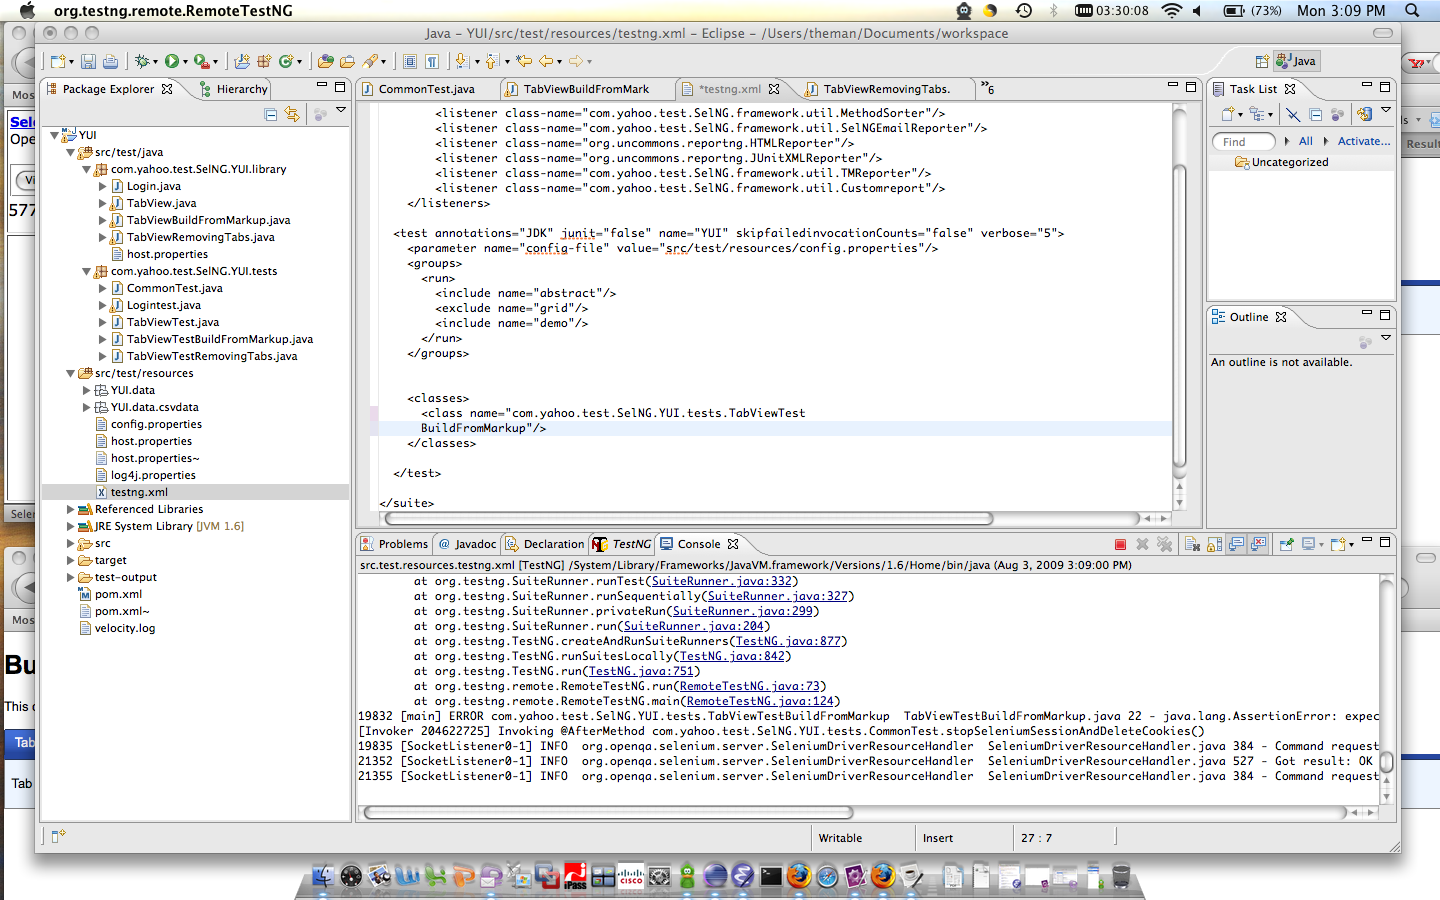 org.testng.remote.RemoteTestNG
03:30:08
(73%)
Mon 3:09 PM
Java – YUI/src/test/resources/testng.xml – Eclipse – /Users/theman/Documents/workspace
Java
Package Explorer
Hierarchy
YUI
src/test/java
com.yahoo.test.SelNG.YUI.library
Login.java
TabView.java
TabViewBuildFromMarkup.java
TabViewRemovingTabs.java
host.properties
com.yahoo.test.SelNG.YUI.tests
CommonTest.java
Logintest.java
TabViewTest.java
TabViewTestBuildFromMarkup.java
TabViewTestRemovingTabs.java
src/test/resources
YUI.data
YUI.data.csvdata
config.properties
host.properties
host.properties~
log4j.properties
testng.xml
Referenced Libraries
JRE System Library [JVM 1.6]
src
target
test-output
pom.xml
pom.xml~
velocity.log
CommonTest.java
TabViewBuildFromMark
*testng.xml
TabViewRemovingTabs.
»6
<listener class-name="com.yahoo.test.SelNG.framework.util.MethodSorter"/>
<listener class-name="com.yahoo.test.SelNG.framework.util.SelNGEmailReporter"/>
<listener class-name="org.uncommons.reportng.HTMLReporter"/>
<listener class-name="org.uncommons.reportng.JUnitXMLReporter"/>
<listener class-name="com.yahoo.test.SelNG.framework.util.TMReporter"/>
<listener class-name="com.yahoo.test.SelNG.framework.util.Customreport"/>
</listeners>
<test annotations="JDK" junit="false" name="YUI" skipfailedinvocationCounts="false" verbose="5">
<parameter name="config-file" value="src/test/resources/config.properties"/>
<groups>
<run>
<include name="abstract"/>
<exclude name="grid"/>
<include name="demo"/>
</run>
</groups>
<classes>
<class name="com.yahoo.test.SelNG.YUI.tests.TabViewTest
BuildFromMarkup"/>
</classes>
</test>
</suite>
Task List
Find
All
Activate...
Uncategorized
Outline
An outline is not available.
Problems
Javadoc
Declaration
TestNG
Console
src.test.resources.testng.xml [TestNG] /System/Library/Frameworks/JavaVM.framework/Versions/1.6/Home/bin/java (Aug 3, 2009 3:09:00 PM)
at org.testng.SuiteRunner.runTest(SuiteRunner.java:332)
at org.testng.SuiteRunner.runSequentially(SuiteRunner.java:327)
at org.testng.SuiteRunner.privateRun(SuiteRunner.java:299)
at org.testng.SuiteRunner.run(SuiteRunner.java:204)
at org.testng.TestNG.createAndRunSuiteRunners(TestNG.java:877)
at org.testng.TestNG.runSuitesLocally(TestNG.java:842)
at org.testng.TestNG.run(TestNG.java:751)
at org.testng.remote.RemoteTestNG.run(RemoteTestNG.java:73)
at org.testng.remote.RemoteTestNG.main(RemoteTestNG.java:124)
19832 [main] ERROR com.yahoo.test.SelNG.YUI.tests.TabViewTestBuildFromMarkup  TabViewTestBuildFromMarkup.java 22 - java.lang.AssertionError: expec
[Invoker 204622725] Invoking @AfterMethod com.yahoo.test.SelNG.YUI.tests.CommonTest.stopSeleniumSessionAndDeleteCookies()
19835 [SocketListener0-1] INFO  org.openqa.selenium.server.SeleniumDriverResourceHandler  SeleniumDriverResourceHandler.java 384 - Command request
21352 [SocketListener0-1] INFO  org.openqa.selenium.server.SeleniumDriverResourceHandler  SeleniumDriverResourceHandler.java 527 - Got result: OK
21355 [SocketListener0-1] INFO  org.openqa.selenium.server.SeleniumDriverResourceHandler  SeleniumDriverResourceHandler.java 384 - Command request
Writable
Insert
27 : 7
Mos
Sele
Ope
Vi
577
Selen
Mos
Bu
This c
Tab
Tab
Result
iPass
CISCO